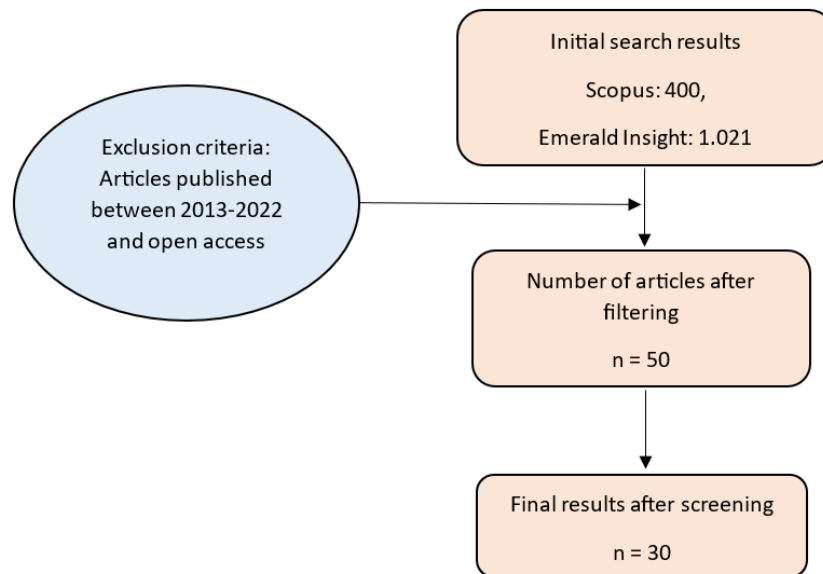 Initial search results
Scopus: 400,
Emerald Insight: 1.021
Exclusion criteria:
Articles published
between 2013-2022
and open access
Number of articles after
filtering
n = 50
Final results after screening
n = 30